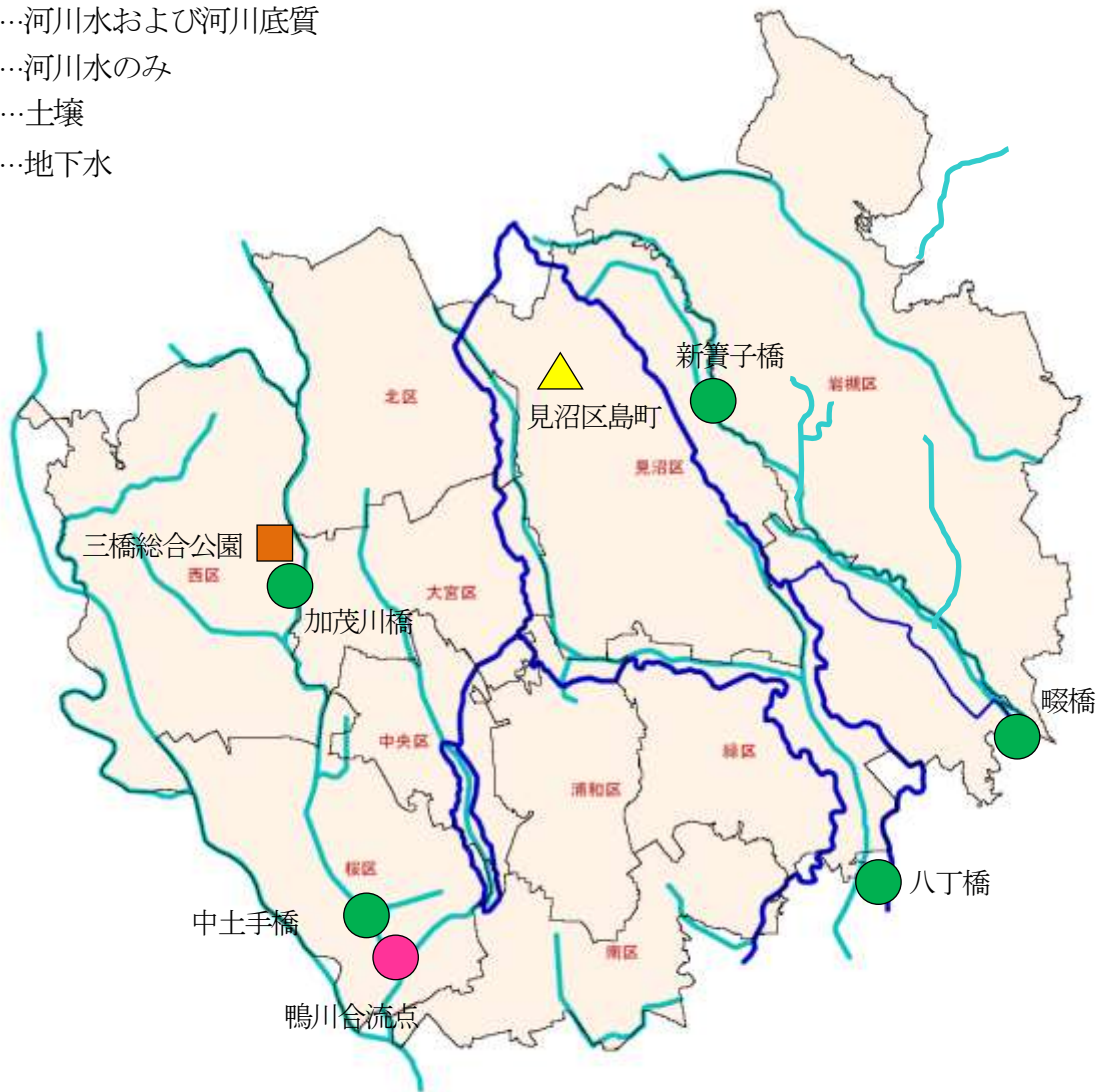 …河川水および河川底質
…河川水のみ
…土壌
…地下水
新簀子橋
岩槻区
北区
見沼区島町
見沼区
三橋総合公園
西区
大宮区
加茂川橋
畷橋
中央区
緑区
浦和区
桜区
八丁橋
中土手橋
南区
鴨川合流点